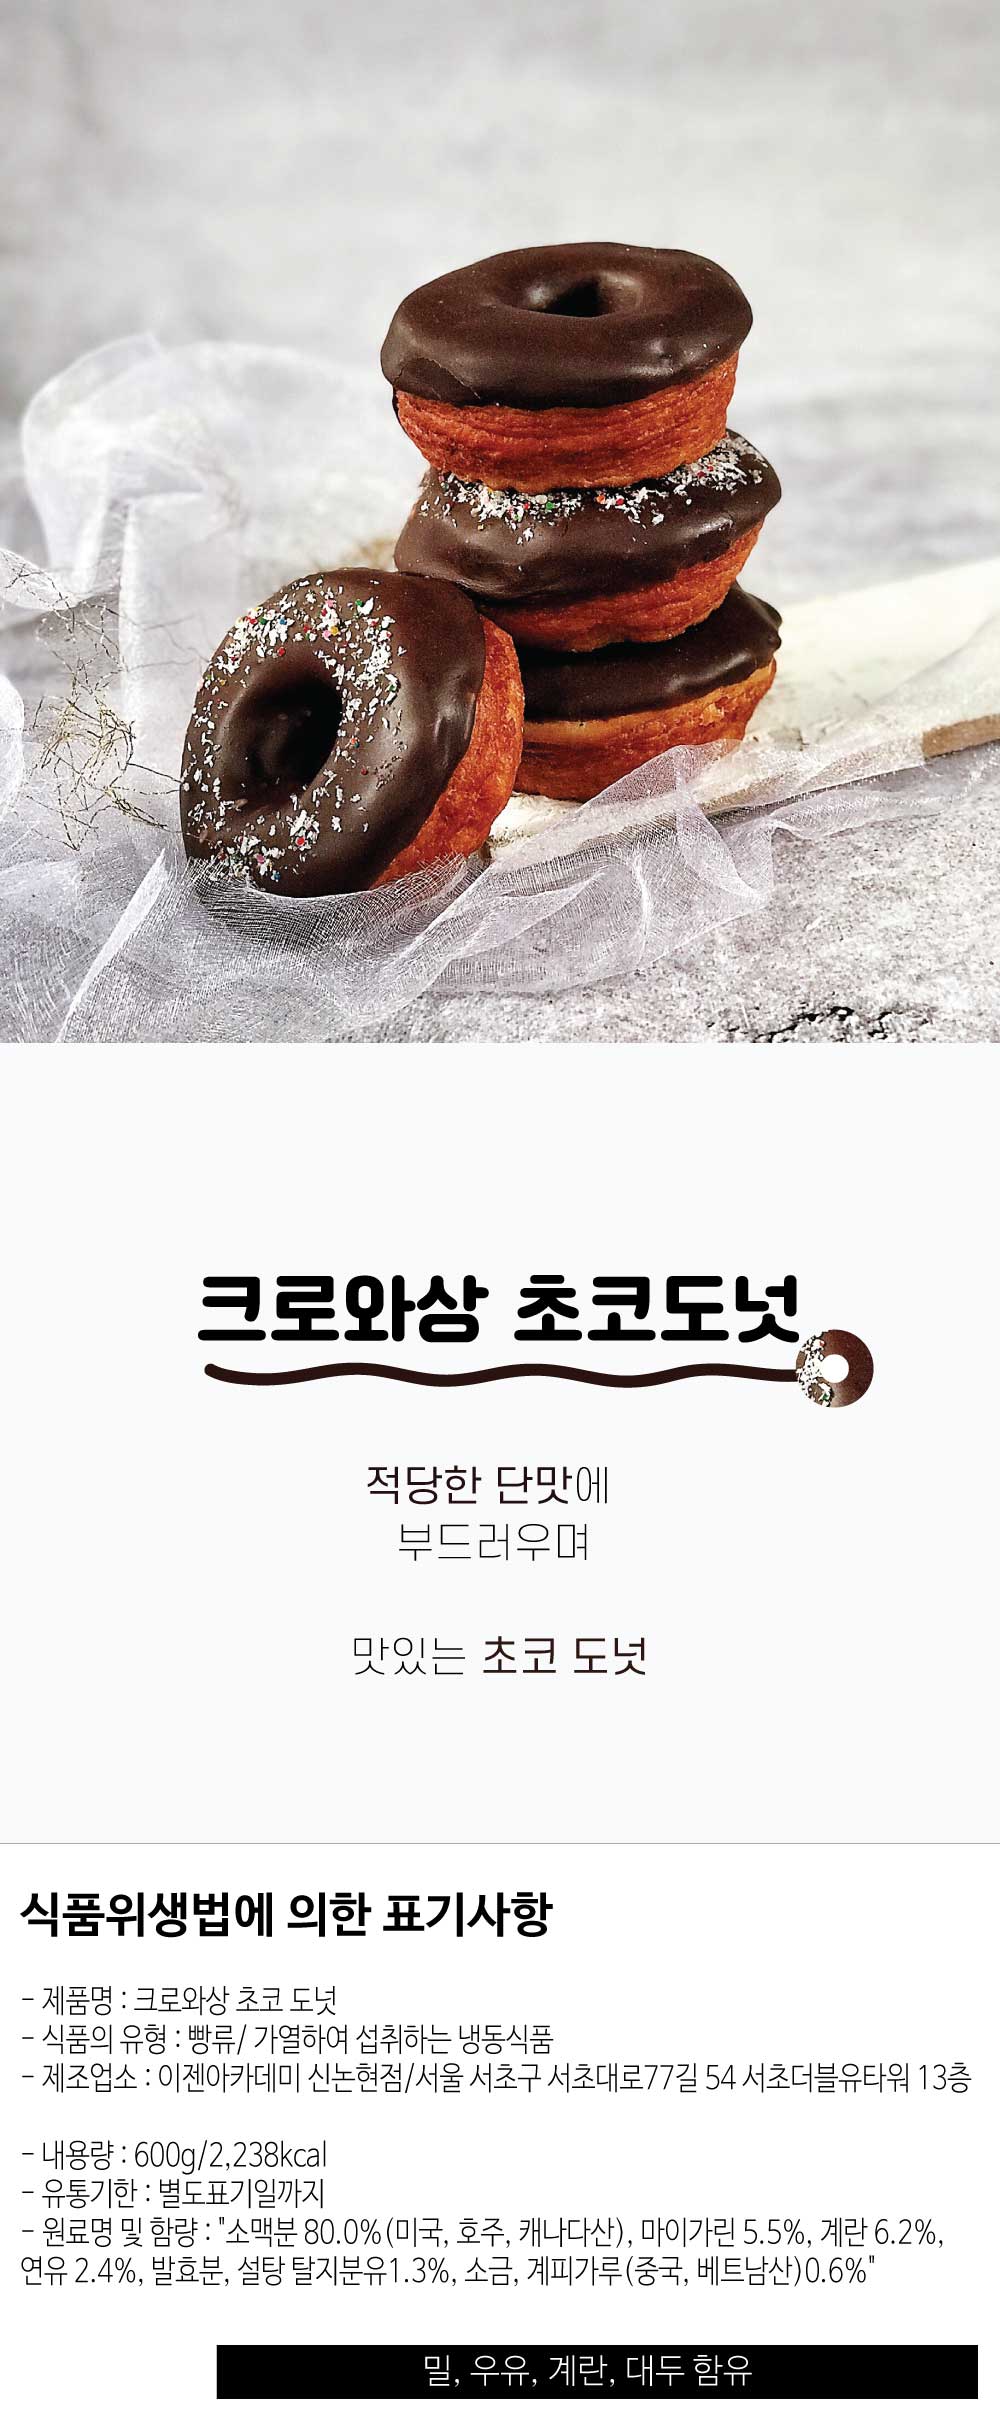 크로와상 초코도넛
적당한 단맛에
부드러우며
맛있는 초코 도넛
식품위생법에 의한 표기사항
- 제품명 : 크로와상 초코 도넛
- 식품의 유형 : 빵류/ 가열하여 섭취하는 냉동식품
- 제조업소 : 이젠아카데미 신논현점/서울 서초구 서초대로77길 54 서초더블유타워 13층
- 내용량 : 600g/2,238kcal
- 유통기한 : 별도표기일까지
- 원료명 및 함량 : "소맥분 80.0%(미국, 호주, 캐나다산), 마이가린 5.5%, 계란 6.2%,
연유 2.4%, 발효분, 설탕 탈지분유1.3%, 소금, 계피가루(중국, 베트남산)0.6%"
밀, 우유, 계란, 대두 함유